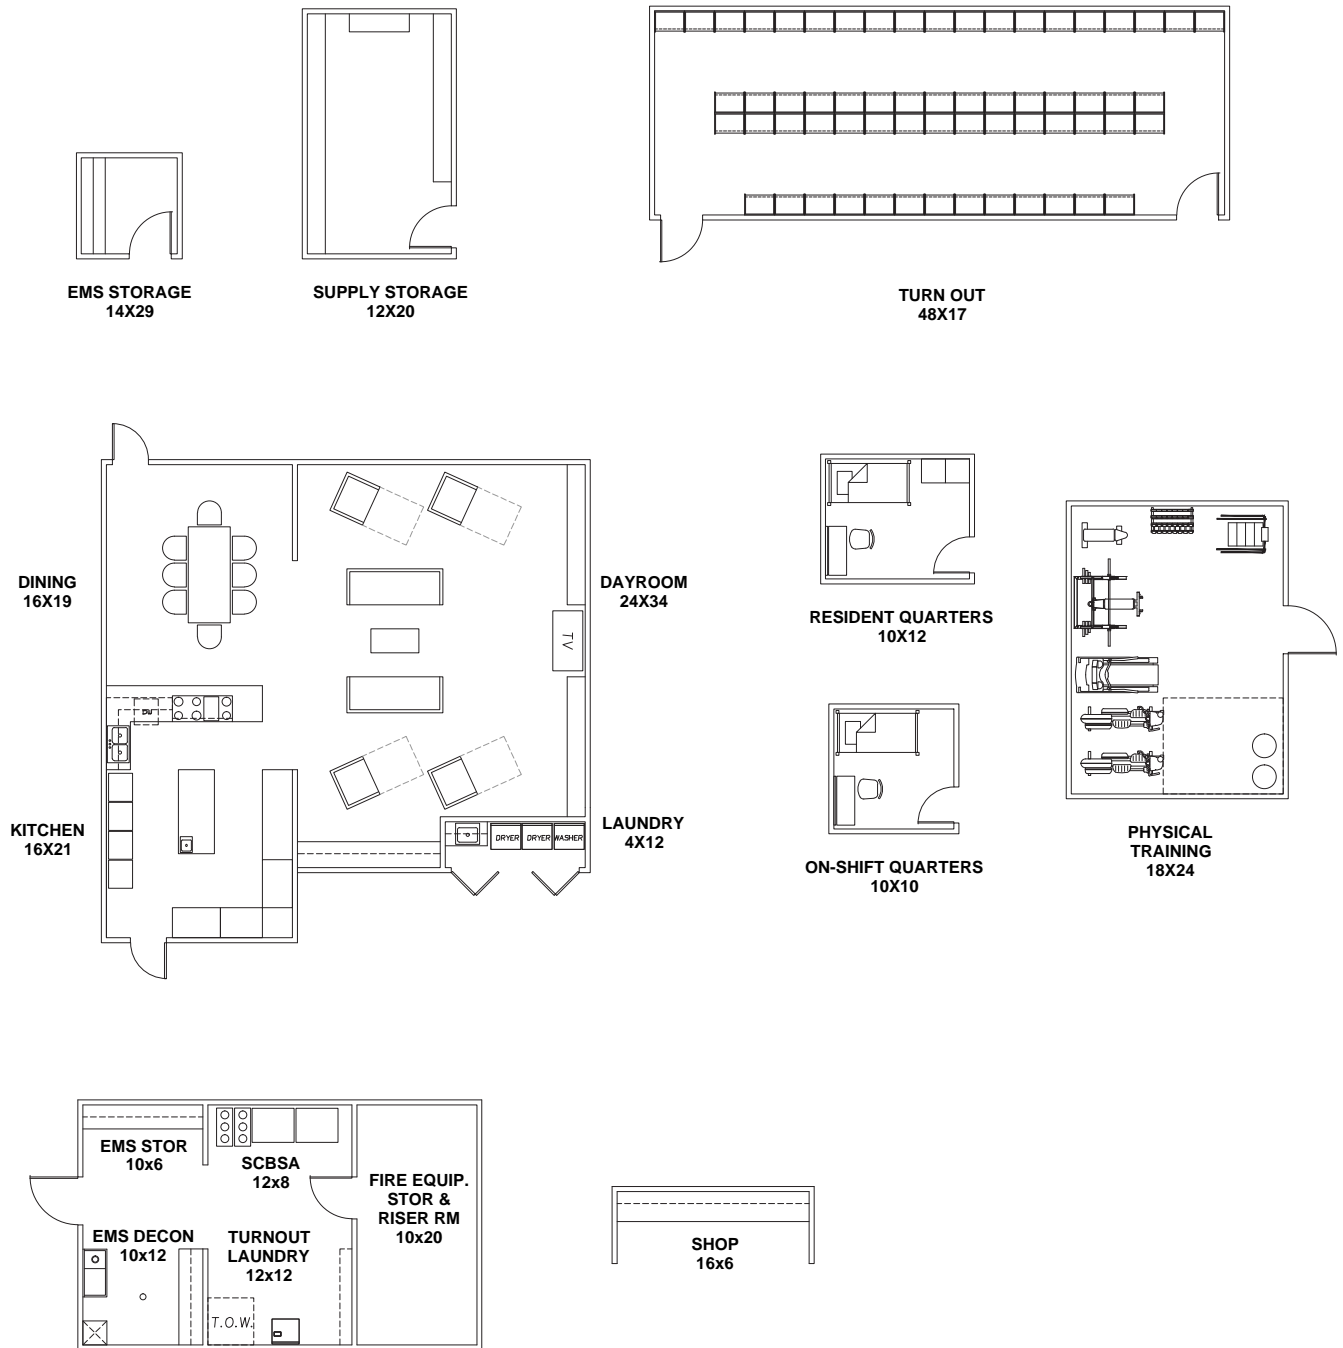 EMS STORAGE
14X29
SUPPLY STORAGE
12X20
TURN OUT
48X17
DINING
16X19
DAYROOM
24X34
TV
DW
KITCHEN
16X21
DRYER
DRYER
WASHER
LAUNDRY
4X12
RESIDENT QUARTERS
10X12
ON-SHIFT QUARTERS
10X10
PHYSICAL
TRAINING
18X24
EMS STOR
10x6
SCBSA
12x8
FIRE EQUIP.
STOR &
RISER RM
10x20
EMS DECON
10x12
TURNOUT
LAUNDRY
12x12
T.O.W.
SHOP
16x6